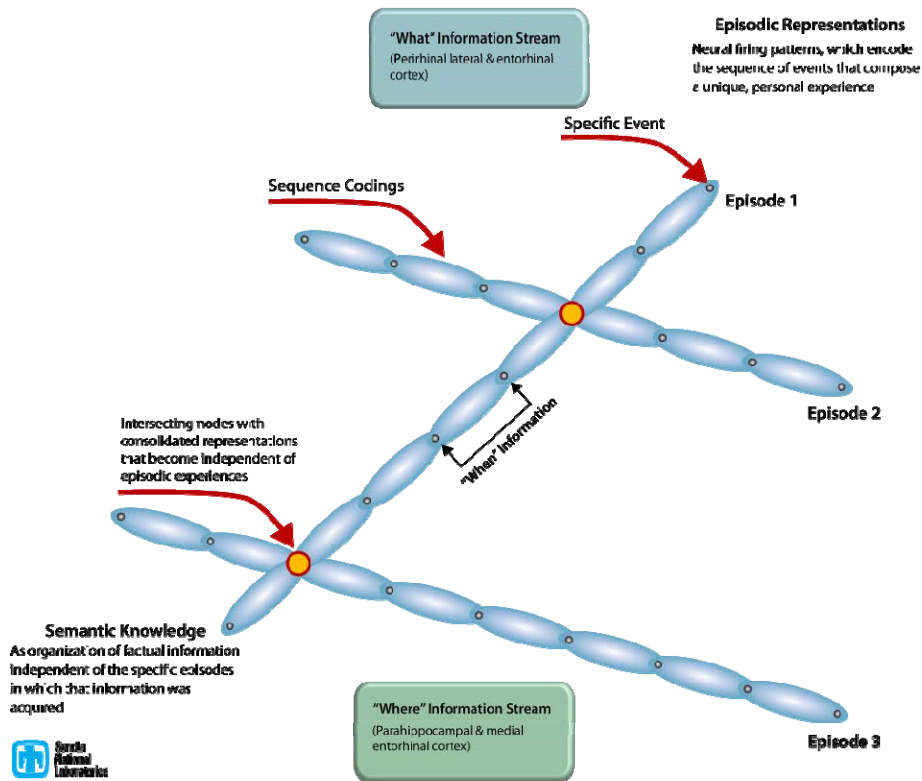 "What" Information Stream
(Perirhinal lateral & entorhinal
cortex)
Episodic Representations
Neural firing patterns, which encode
the sequence of events that compose
a unique, personal experience
Specific Event
Sequence Codings
Episode 1
Episode 2
"When" Information
Intersecting nodes with
consolidated representations
that become independent of
episodic experiences
Semantic Knowledge
As organization of factual information
independent of the specific episodes
in which that information was
acquired
"Where" Information Stream
(Parahippocampal & medial
entorhinal cortex)
Episode 3
Sandia
National
Laboratories